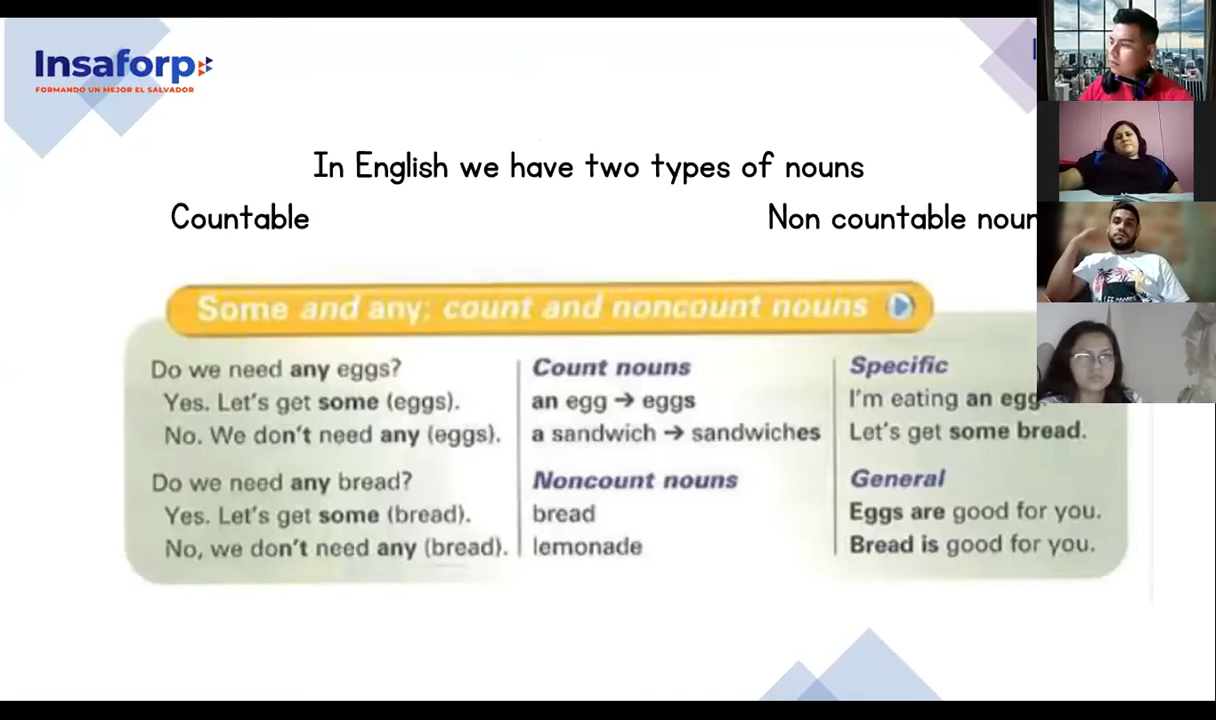 Insaforp
FORMANDO UN MEJOR EL SALVADOR
In English we have two types of nouns
Countable
Non countable noun
Some and any; count and noncount nouns
Do we need any eggs?
Yes. Let's get some (eggs).
No. We don't need any (eggs).
Do we need any bread?
Yes. Let's get some (bread).
No, we don't need any (bread).
Count nouns
an egg → eggs
a sandwich → sandwiches
Noncount nouns
bread
lemonade
Specific
I'm eating an egg.
Let's get some bread.
General
Eggs are good for you.
Bread is good for you.